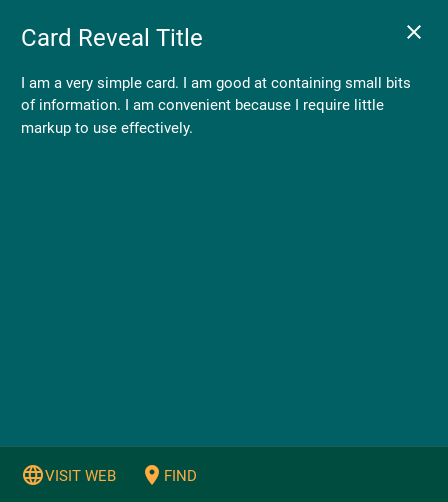 Card Reveal Title
I am a very simple card. I am good at containing small bits
of information. I am convenient because I require little
markup to use effectively.
VISIT WEB FIND